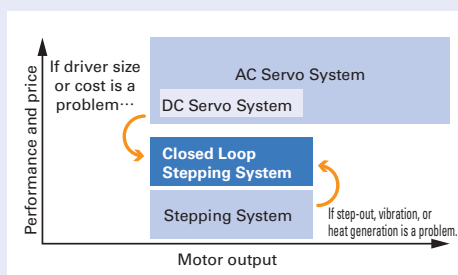 Performance and price
If driver size
or cost is a
problem…
AC Servo System
DC Servo System
Closed Loop
Stepping System
Stepping System
If step-out, vibration, or
heat generation is a problem.
Motor output